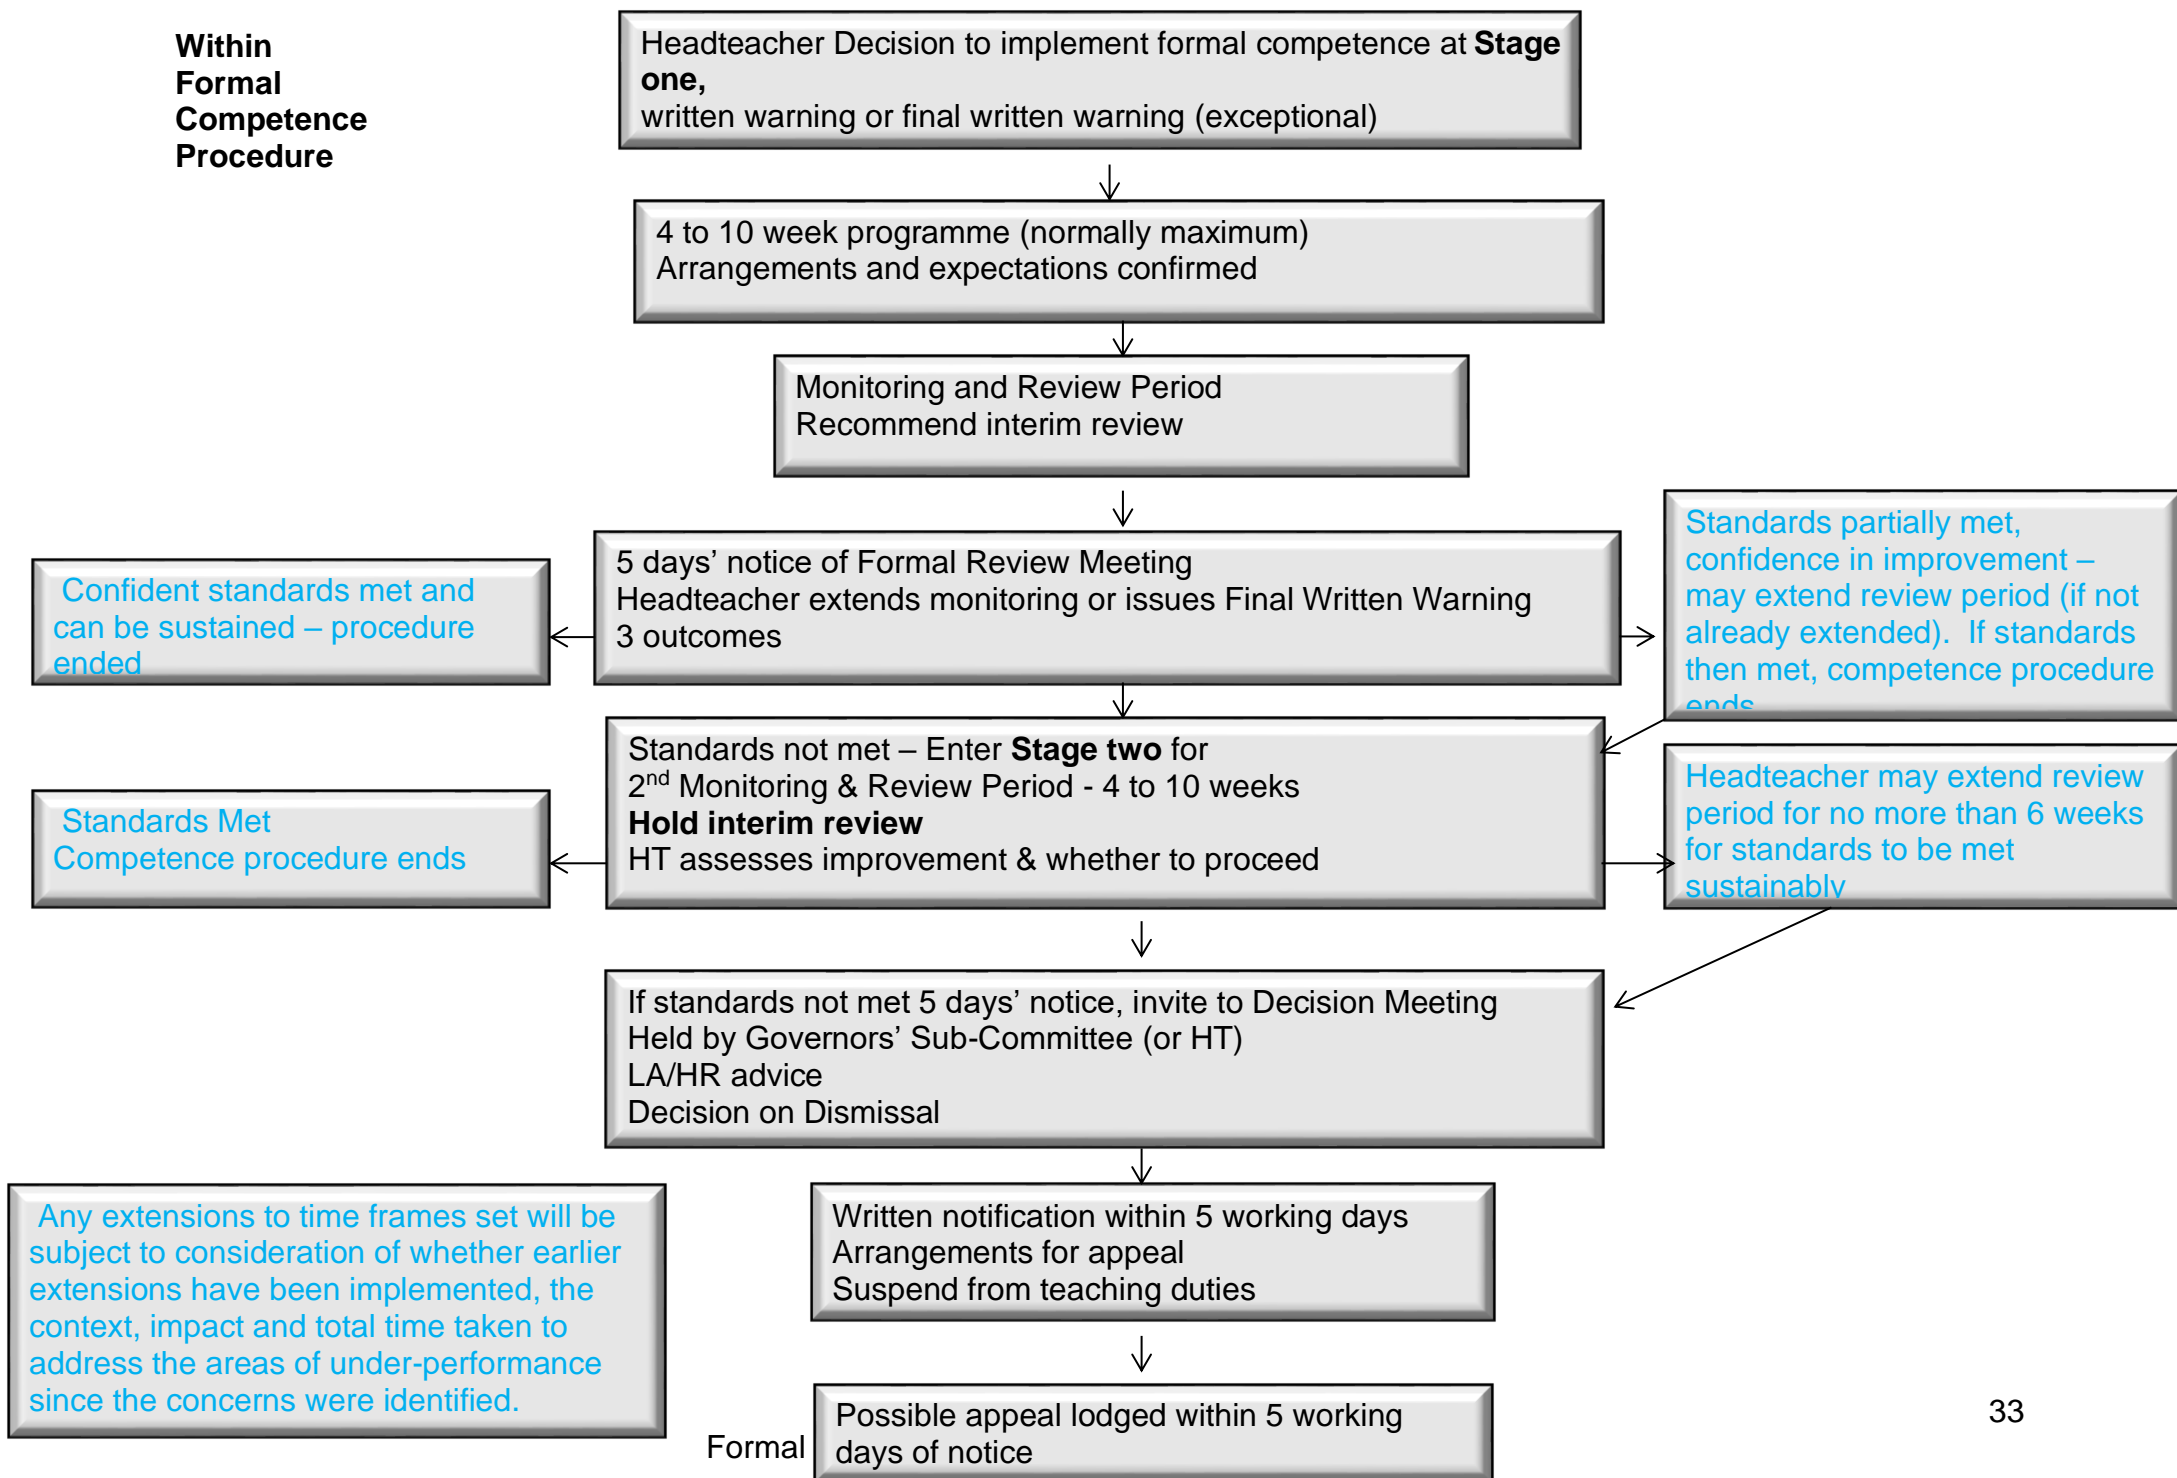 Within
Formal
Competence
Procedure
Headteacher Decision to implement formal competence at Stage
one,
written warning or final written warning (exceptional)
4 to 10 week programme (normally maximum)
Arrangements and expectations confirmed
Monitoring and Review Period
Recommend interim review
5 days’ notice of Formal Review Meeting
Headteacher extends monitoring or issues Final Written Warning
3 outcomes
Confident standards met and
can be sustained – procedure
ended
Standards partially met,
confidence in improvement –
may extend review period (if not
already extended).  If standards
then met, competence procedure
ends
Standards not met – Enter Stage two for
2nd Monitoring & Review Period - 4 to 10 weeks
Hold interim review
HT assesses improvement & whether to proceed
Standards Met
Competence procedure ends
Headteacher may extend review
period for no more than 6 weeks
for standards to be met
sustainably
If standards not met 5 days’ notice, invite to Decision Meeting
Held by Governors’ Sub-Committee (or HT)
LA/HR advice
Decision on Dismissal
Any extensions to time frames set will be
subject to consideration of whether earlier
extensions have been implemented, the
context, impact and total time taken to
address the areas of under-performance
since the concerns were identified.
Written notification within 5 working days
Arrangements for appeal
Suspend from teaching duties
Possible appeal lodged within 5 working
days of notice
Formal
33